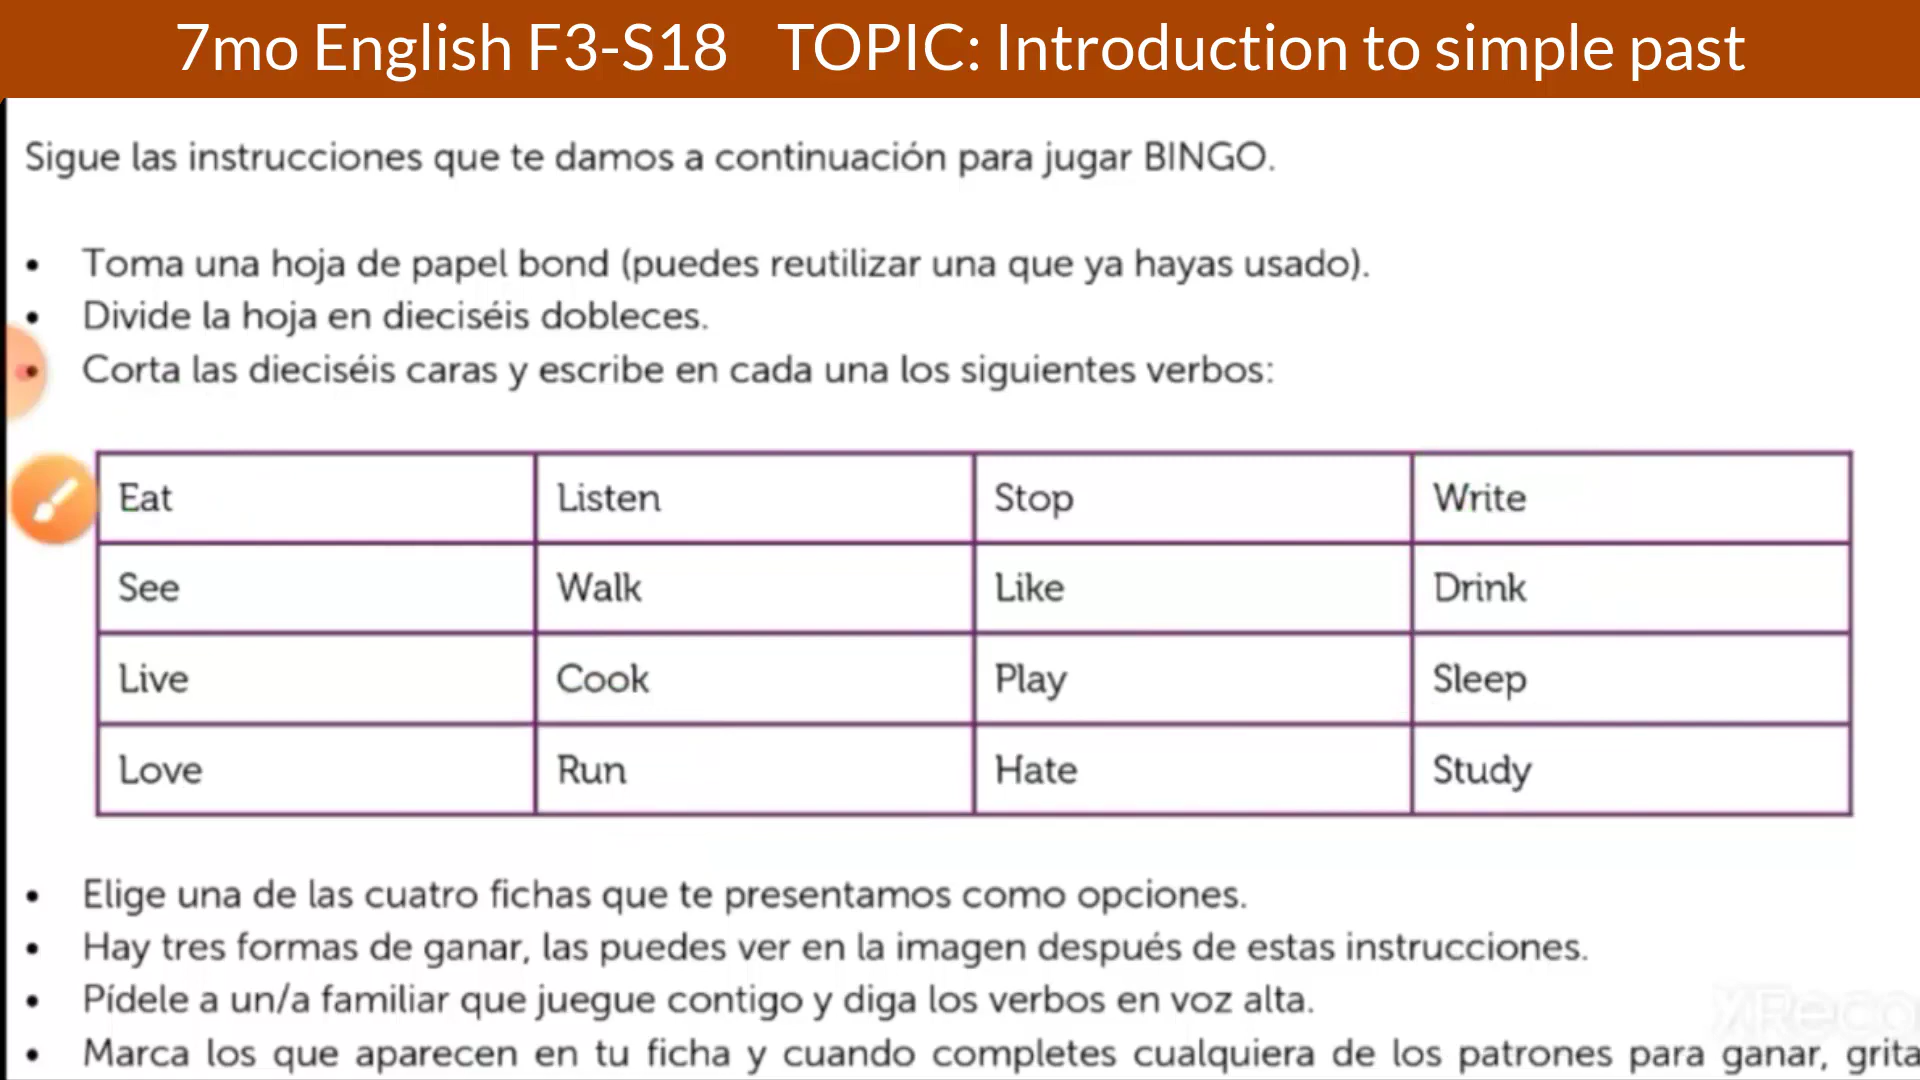 7mo English F3-S18 TOPIC: Introduction to simple past
Sigue las instrucciones que te damos a continuación para jugar BINGO.
• Toma una hoja de papel bond (puedes reutilizar una que ya hayas usado).
• Divide la hoja en dieciséis dobleces.
• Corta las dieciséis caras y escribe en cada una los siguientes verbos:
Eat Listen Stop Write
See Walk Like Drink
Live Cook Play Sleep
Love Run Hate Study
• Elige una de las cuatro fichas que te presentamos como opciones.
• Hay tres formas de ganar, las puedes ver en la imagen después de estas instrucciones.
• Pídele a un/a familiar que juegue contigo y diga los verbos en voz alta.
XReco
• Marca los que aparecen en tu ficha y cuando completes cualquiera de los patrones para ganar, grita